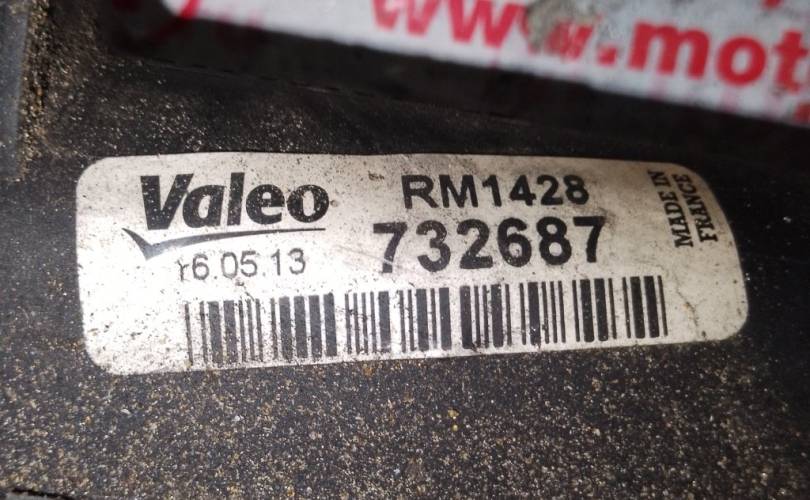 www.mot
Valeo
RM1428
16.05.13
732687
MADE IN
FRANCE